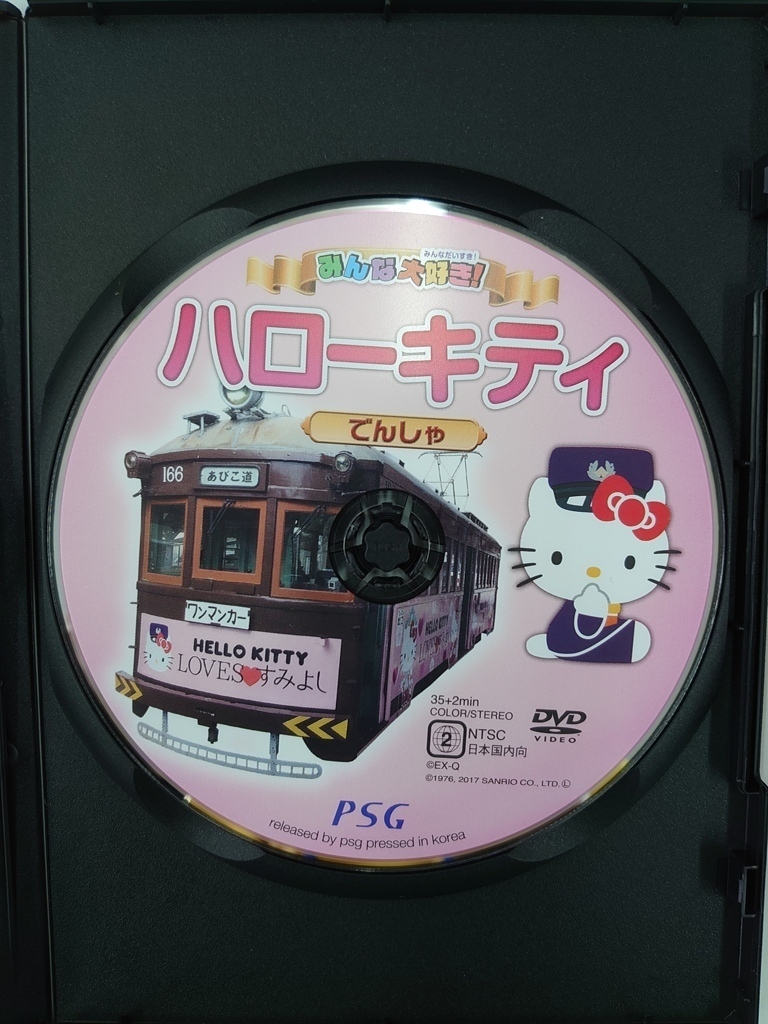 みんなだいすき!
みんな大好き!
ハローキティ
でんしゃ
166
あびこ道
ワンマンカー
HELLO KITTY
LOVES♥すみよし
HELLO KITTY
35+2min
COLOR/STEREO
2
NTSC
日本国内向
DVD
VIDEO
©EX-Q
©1976, 2017 SANRIO CO., LTD. Ⓛ
PSG
released by psg pressed in korea